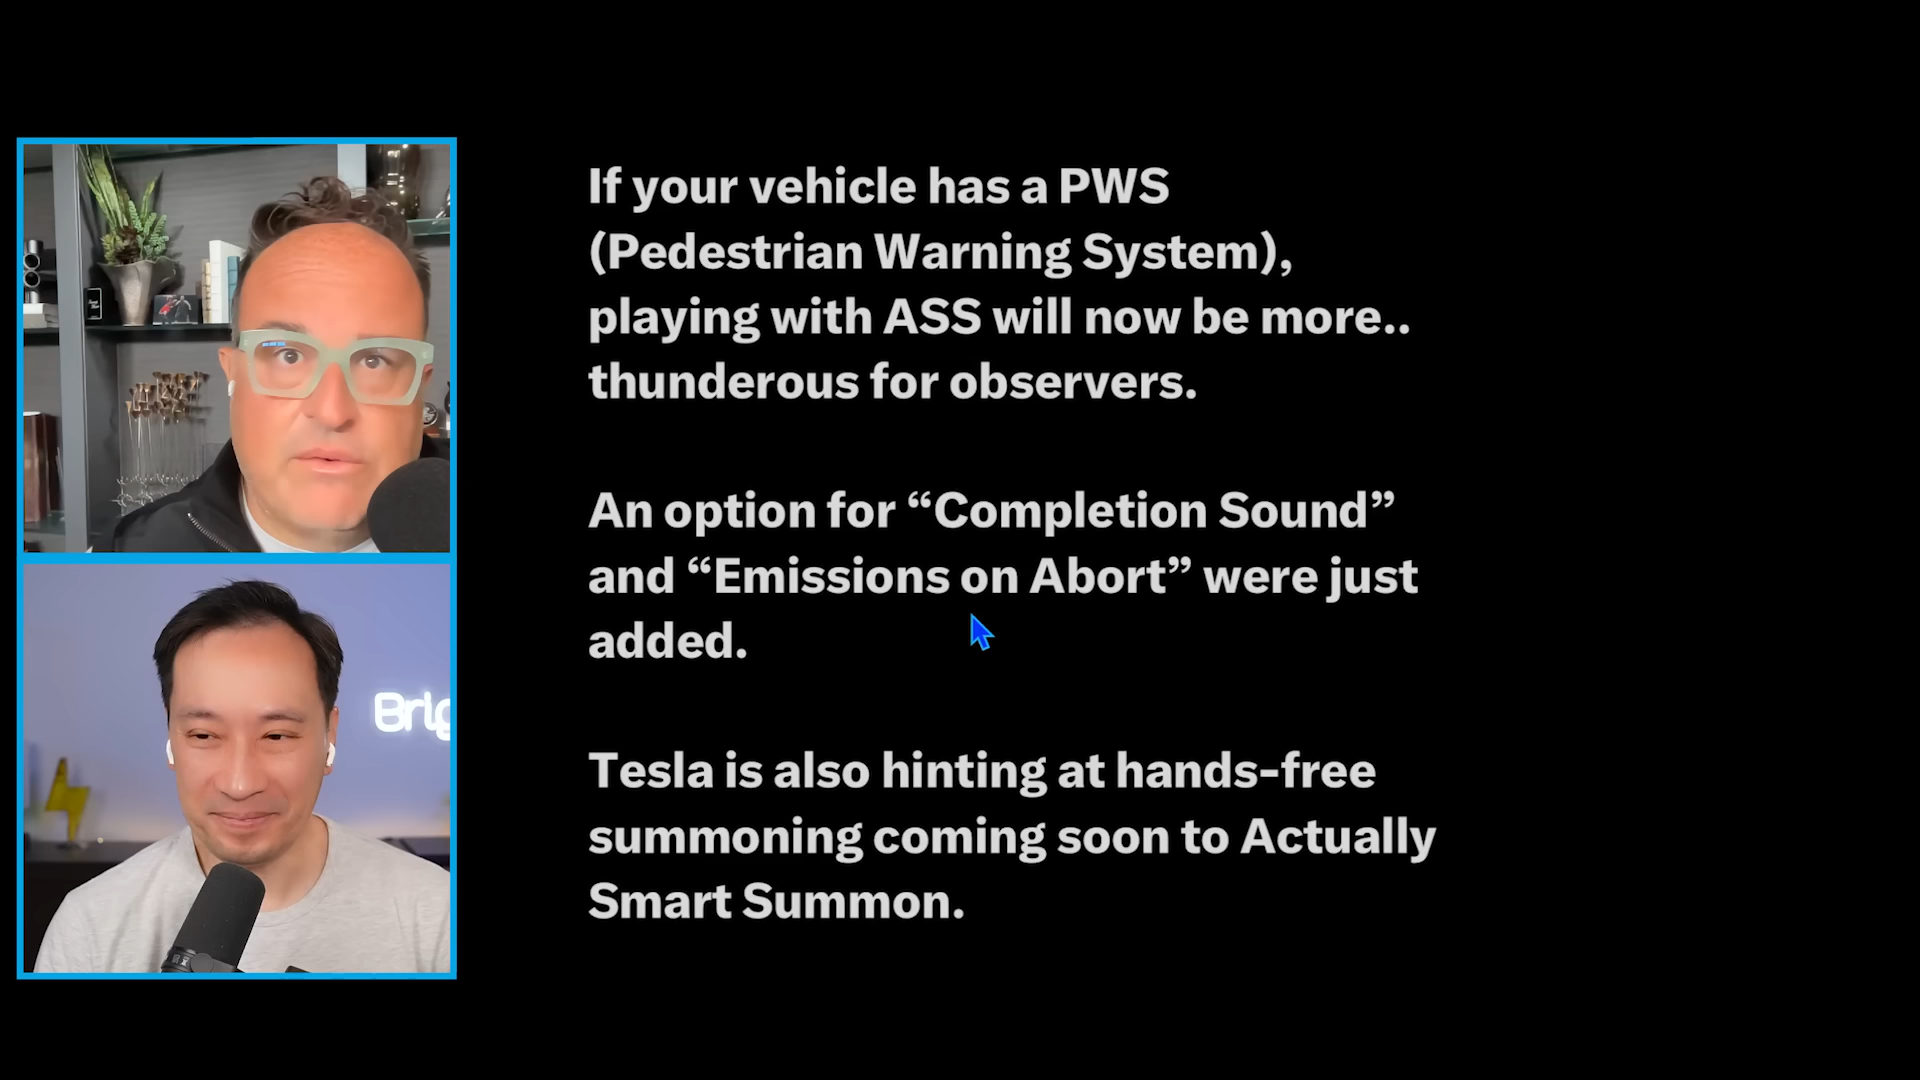 If your vehicle has a PWS
(Pedestrian Warning System),
playing with ASS will now be more..
thunderous for observers.
An option for “Completion Sound”
and “Emissions on Abort” were just
added.
Tesla is also hinting at hands-free
summoning coming soon to Actually
Smart Summon.
Brig